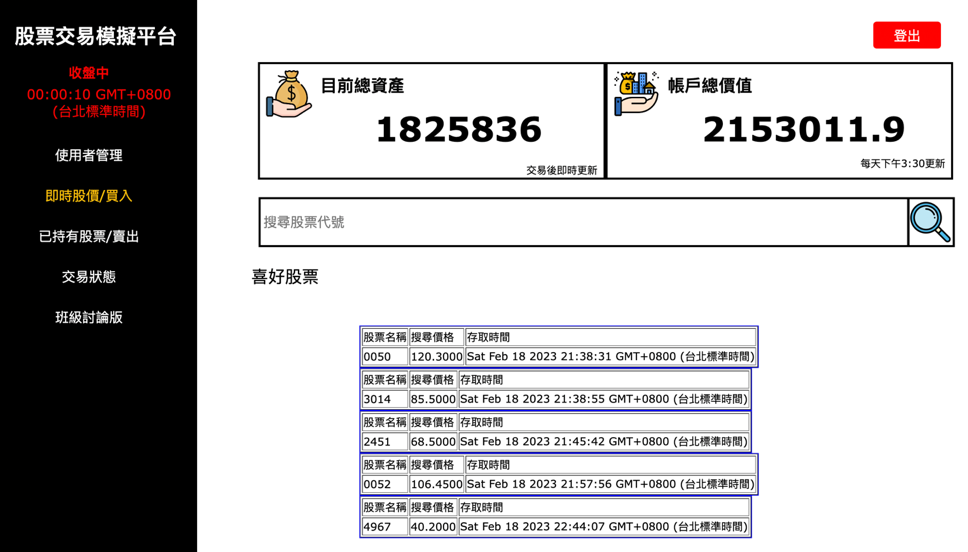 股票交易模擬平台
收盤中
00:00:10 GMT+0800
(台北標準時間)
使用者管理
即時股價/買入
已持有股票/賣出
交易狀態
班級討論版
登出
目前總資產
1825836
交易後即時更新
帳戶總價值
2153011.9
每天下午3:30更新
搜尋股票代號
喜好股票
股票名稱 搜尋價格 存取時間
0050 120.3000 Sat Feb 18 2023 21:38:31 GMT+0800 (台北標準時間)
股票名稱 搜尋價格 存取時間
3014 85.5000 Sat Feb 18 2023 21:38:55 GMT+0800 (台北標準時間)
股票名稱 搜尋價格 存取時間
2451 68.5000 Sat Feb 18 2023 21:45:42 GMT+0800 (台北標準時間)
股票名稱 搜尋價格 存取時間
0052 106.4500 Sat Feb 18 2023 21:57:56 GMT+0800 (台北標準時間)
股票名稱 搜尋價格 存取時間
4967 40.2000 Sat Feb 18 2023 22:44:07 GMT+0800 (台北標準時間)